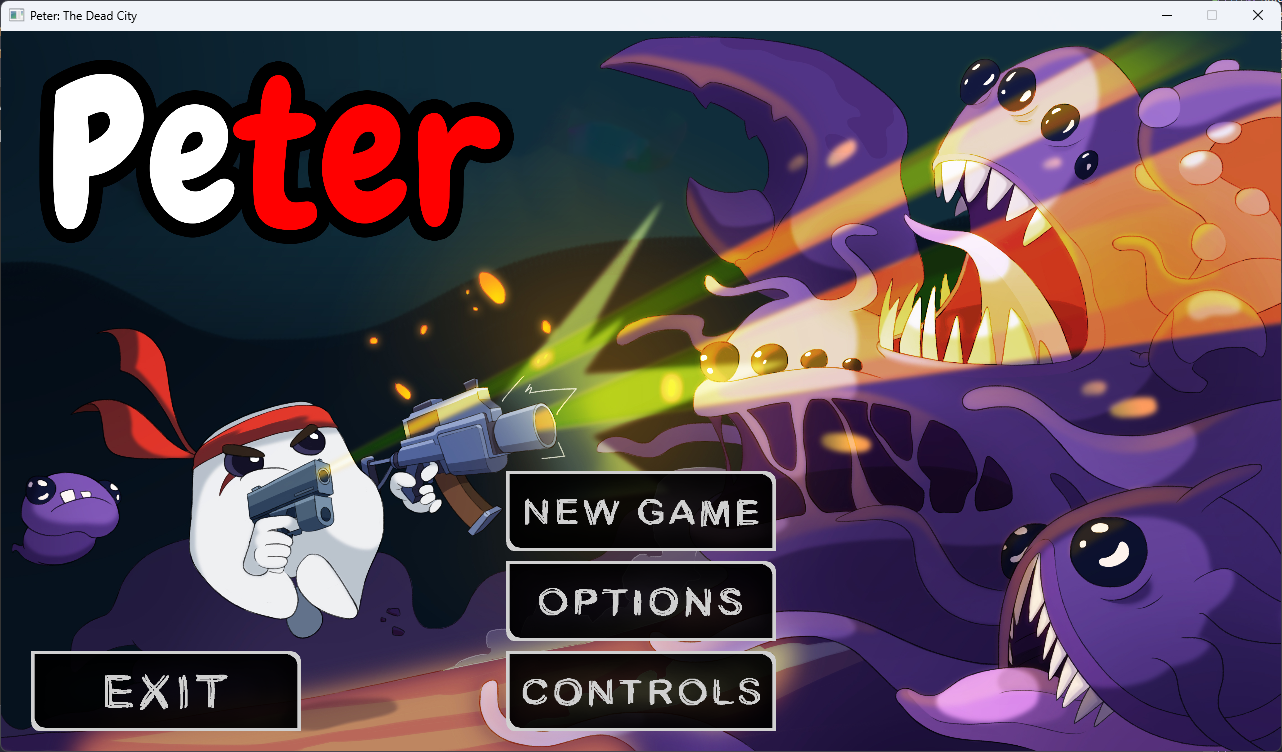 Peter: The Dead City
Peter
NEW GAME
OPTIONS
CONTROLS
EXIT